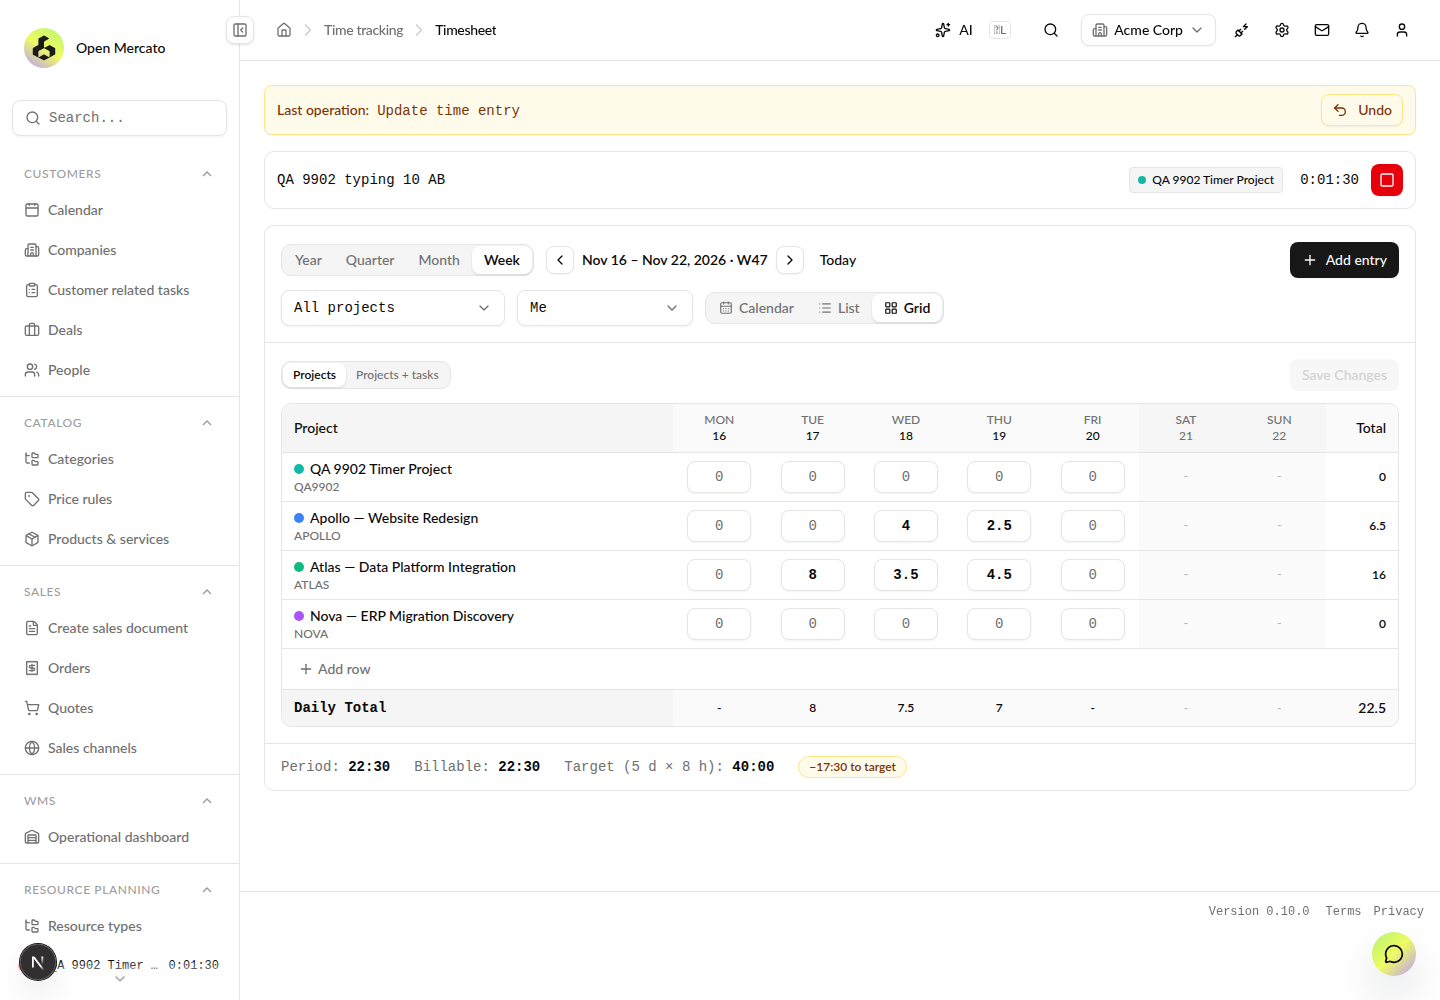 Open Mercato
Home > Time tracking > Timesheet
AI
L
Acme Corp
Search...
CUSTOMERS
Calendar
Companies
Customer related tasks
Deals
People
CATALOG
Categories
Price rules
Products & services
SALES
Create sales document
Orders
Quotes
Sales channels
WMS
Operational dashboard
RESOURCE PLANNING
Resource types
A 9902 Timer … 0:01:30
Last operation: Update time entry
Undo
QA 9902 typing 10 AB
QA 9902 Timer Project 0:01:30
Year Quarter Month Week
Nov 16 – Nov 22, 2026 · W47
Today
+ Add entry
All projects
Me
Calendar List Grid
Projects Projects + tasks
Save Changes
Project MON 16 TUE 17 WED 18 THU 19 FRI 20 SAT 21 SUN 22 Total
QA 9902 Timer Project 0 0 0 0 0 - - 0
QA9902
Apollo — Website Redesign 0 0 4 2.5 0 - - 6.5
APOLLO
Atlas — Data Platform Integration 0 8 3.5 4.5 0 - - 16
ATLAS
Nova — ERP Migration Discovery 0 0 0 0 0 - - 0
NOVA
+ Add row
Daily Total - 8 7.5 7 - - - 22.5
Period: 22:30 Billable: 22:30 Target (5 d × 8 h): 40:00 −17:30 to target
Version 0.10.0 Terms Privacy